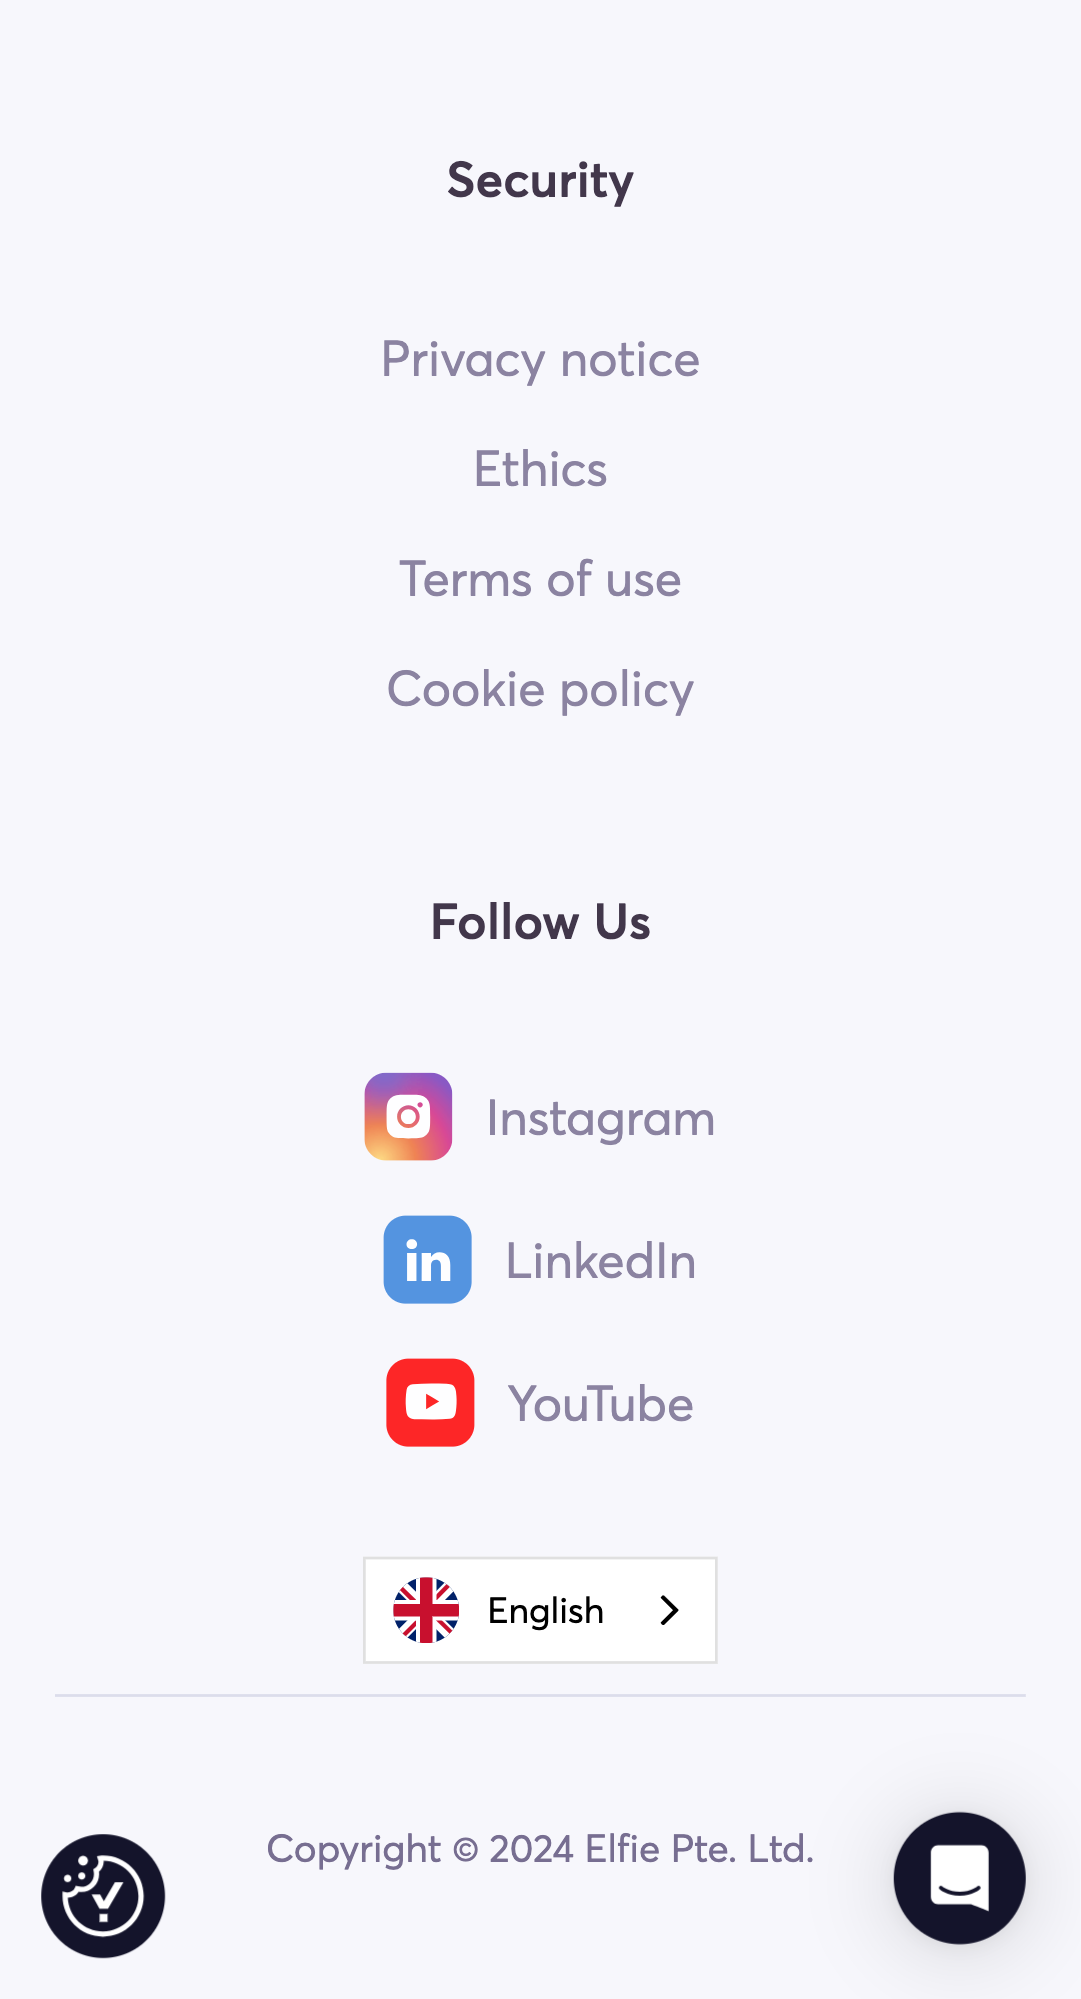 Security
Privacy notice
Ethics
Terms of use
Cookie policy
Follow Us
Instagram
in LinkedIn
YouTube
English
Copyright © 2024 Elfie Pte. Ltd.